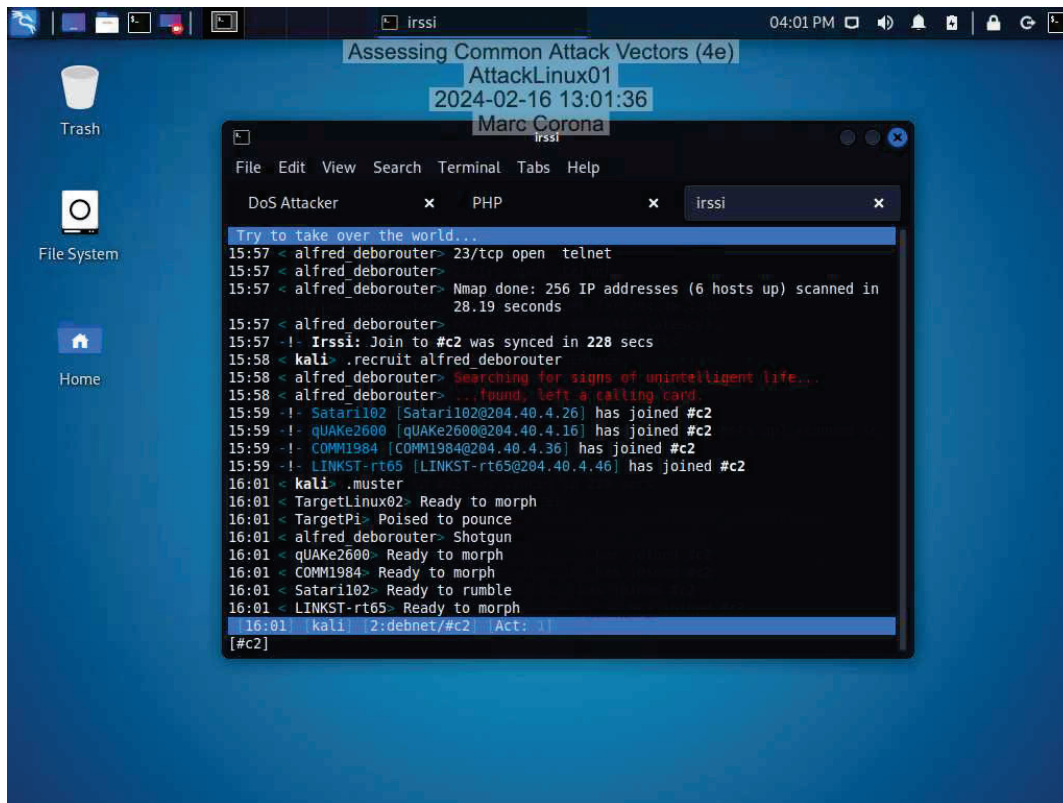 irssi
04:01 PM
Assessing Common Attack Vectors (4e)
AttackLinux01
2024-02-16 13:01:36
Marc Corona
Trash
File System
Home
irssi
File Edit View Search Terminal Tabs Help
DoS Attacker PHP irssi
Try to take over the world...
15:57 < alfred_deborouter> 23/tcp open telnet
15:57 < alfred_deborouter>
15:57 < alfred_deborouter> Nmap done: 256 IP addresses (6 hosts up) scanned in
28.19 seconds
15:57 < alfred_deborouter>
15:57 -!- Irssi: Join to #c2 was synced in 228 secs
15:58 < kali> .recruit alfred_deborouter
15:58 < alfred_deborouter> Searching for signs of unintelligent life...
15:58 < alfred_deborouter> ...found, left a calling card.
15:59 -!- Satari102 [Satari102@204.40.4.26] has joined #c2
15:59 -!- qUAKe2600 [qUAKe2600@204.40.4.16] has joined #c2
15:59 -!- COMM1984 [COMM1984@204.40.4.36] has joined #c2
15:59 -!- LINKST-rt65 [LINKST-rt65@204.40.4.46] has joined #c2
16:01 < kali> .muster
16:01 < TargetLinux02> Ready to morph
16:01 < TargetPi> Poised to pounce
16:01 < alfred_deborouter> Shotgun
16:01 < qUAKe2600> Ready to morph
16:01 < COMM1984> Ready to morph
16:01 < Satari102> Ready to rumble
16:01 < LINKST-rt65> Ready to morph
[16:01] [kali] [2:debnet/#c2] [Act: 1]
[#c2]